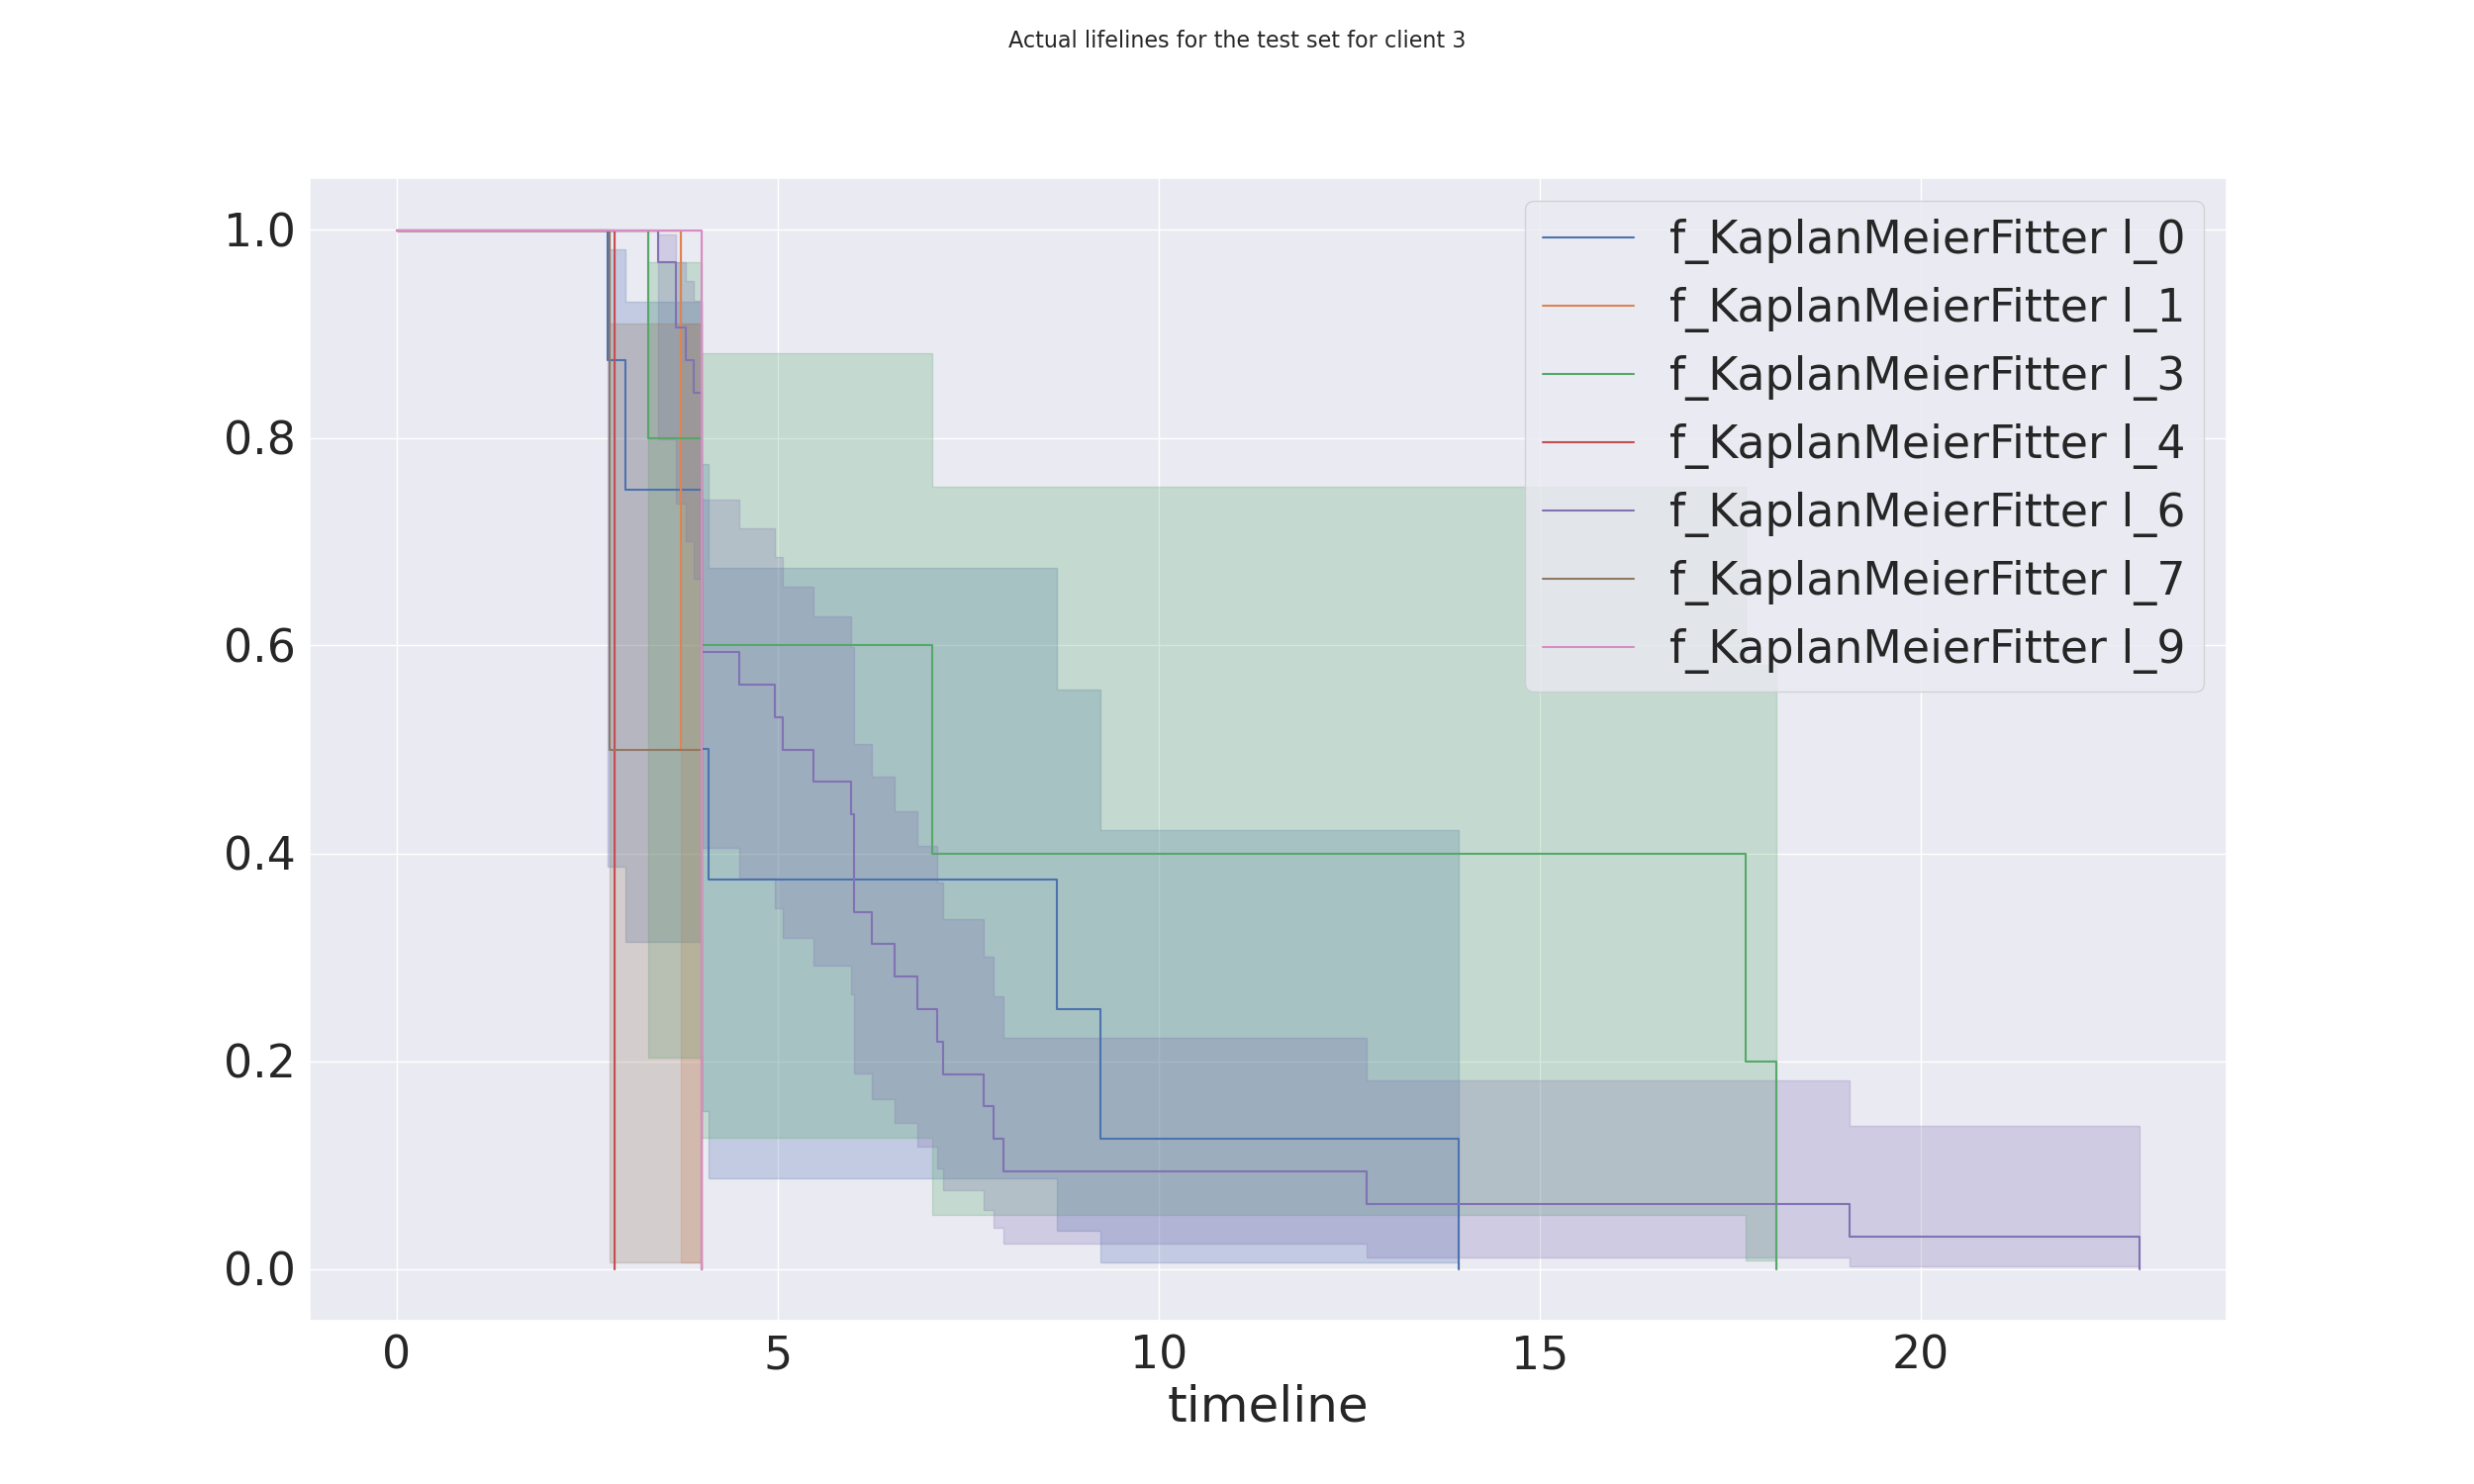 Actual lifelines for the test set for client 3
1.0
0.8
0.6
0.4
0.2
0.0
f_KaplanMeierFitter l_0
f_KaplanMeierFitter l_1
f_KaplanMeierFitter l_3
f_KaplanMeierFitter l_4
f_KaplanMeierFitter l_6
f_KaplanMeierFitter l_7
f_KaplanMeierFitter l_9
0 5 10 15 20
timeline